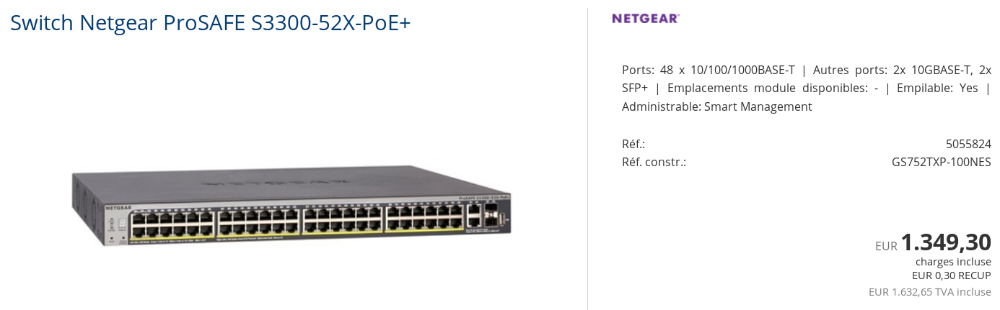 Switch Netgear ProSAFE S3300-52X-PoE+
NETGEAR
ProSAFE S3300-52X-PoE+
NETGEAR
NETGEAR
Ports: 48 x 10/100/1000BASE-T | Autres ports: 2x 10GBASE-T, 2x
SFP+ | Emplacements module disponibles: - | Empilable: Yes |
Administrable: Smart Management
Réf.: 5055824
Réf. constr.: GS752TXP-100NES
EUR 1.349,30
charges incluse
EUR 0,30 RECUP
EUR 1.632,65 TVA incluse